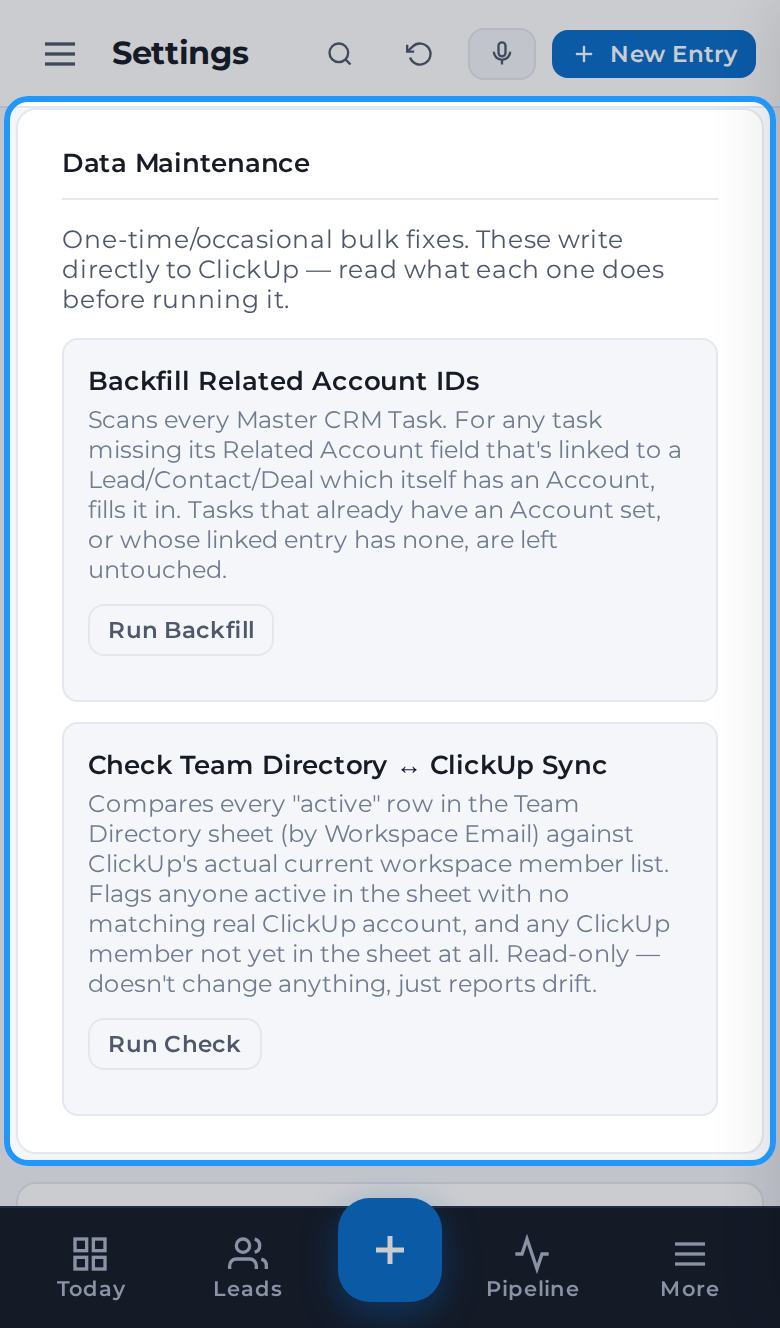 Settings
New Entry
Data Maintenance
One-time/occasional bulk fixes. These write
directly to ClickUp — read what each one does
before running it.
Backfill Related Account IDs
Scans every Master CRM Task. For any task
missing its Related Account field that's linked to a
Lead/Contact/Deal which itself has an Account,
fills it in. Tasks that already have an Account set,
or whose linked entry has none, are left
untouched.
Run Backfill
Check Team Directory ↔ ClickUp Sync
Compares every "active" row in the Team
Directory sheet (by Workspace Email) against
ClickUp's actual current workspace member list.
Flags anyone active in the sheet with no
matching real ClickUp account, and any ClickUp
member not yet in the sheet at all. Read-only —
doesn't change anything, just reports drift.
Run Check
Today
Leads
Pipeline
More